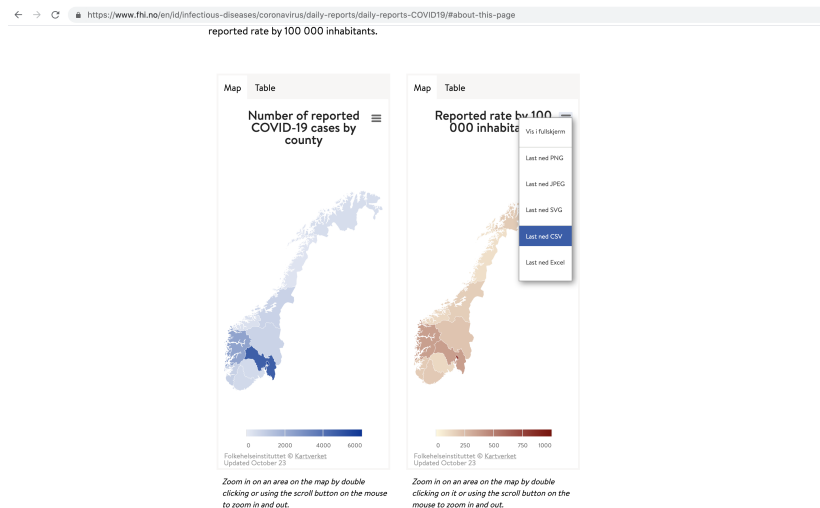 https://www.fhi.no/en/id/infectious-diseases/coronavirus/daily-reports/daily-reports-COVID19/#about-this-page
reported rate by 100 000 inhabitants.
Map Table
Number of reported
COVID-19 cases by
county
0 2000 4000 6000
Folkehelseinstituttet © Kartverket
Updated October 23
Zoom in on an area on the map by double
clicking or using the scroll button on the mouse
to zoom in and out.
Map Table
Reported rate by 100
000 inhabita
Vis i fullskjerm
Last ned PNG
Last ned JPEG
Last ned SVG
Last ned CSV
Last ned Excel
0 250 500 750 1000
Folkehelseinstituttet © Kartverket
Updated October 23
Zoom in on an area on the map by double
clicking on it or using the scroll button on the
mouse to zoom in and out.